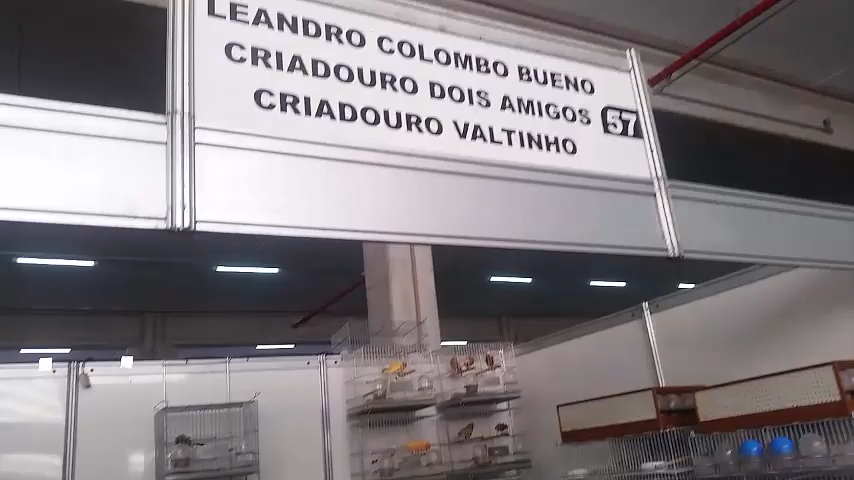 LEANDRO COLOMBO BUENO
CRIADOURO DOIS AMIGOS 57
CRIADOURO VALTINHO